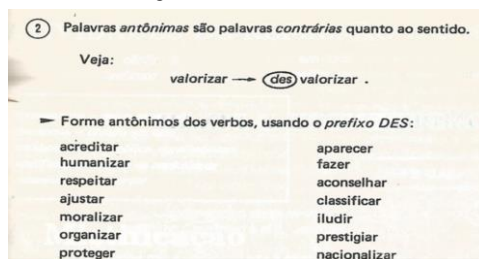 2 Palavras antônimas são palavras contrárias quanto ao sentido.
Veja:
valorizar → des valorizar .
► Forme antônimos dos verbos, usando o prefixo DES:
acreditar aparecer
humanizar fazer
respeitar aconselhar
ajustar classificar
moralizar iludir
organizar prestigiar
proteger nacionalizar